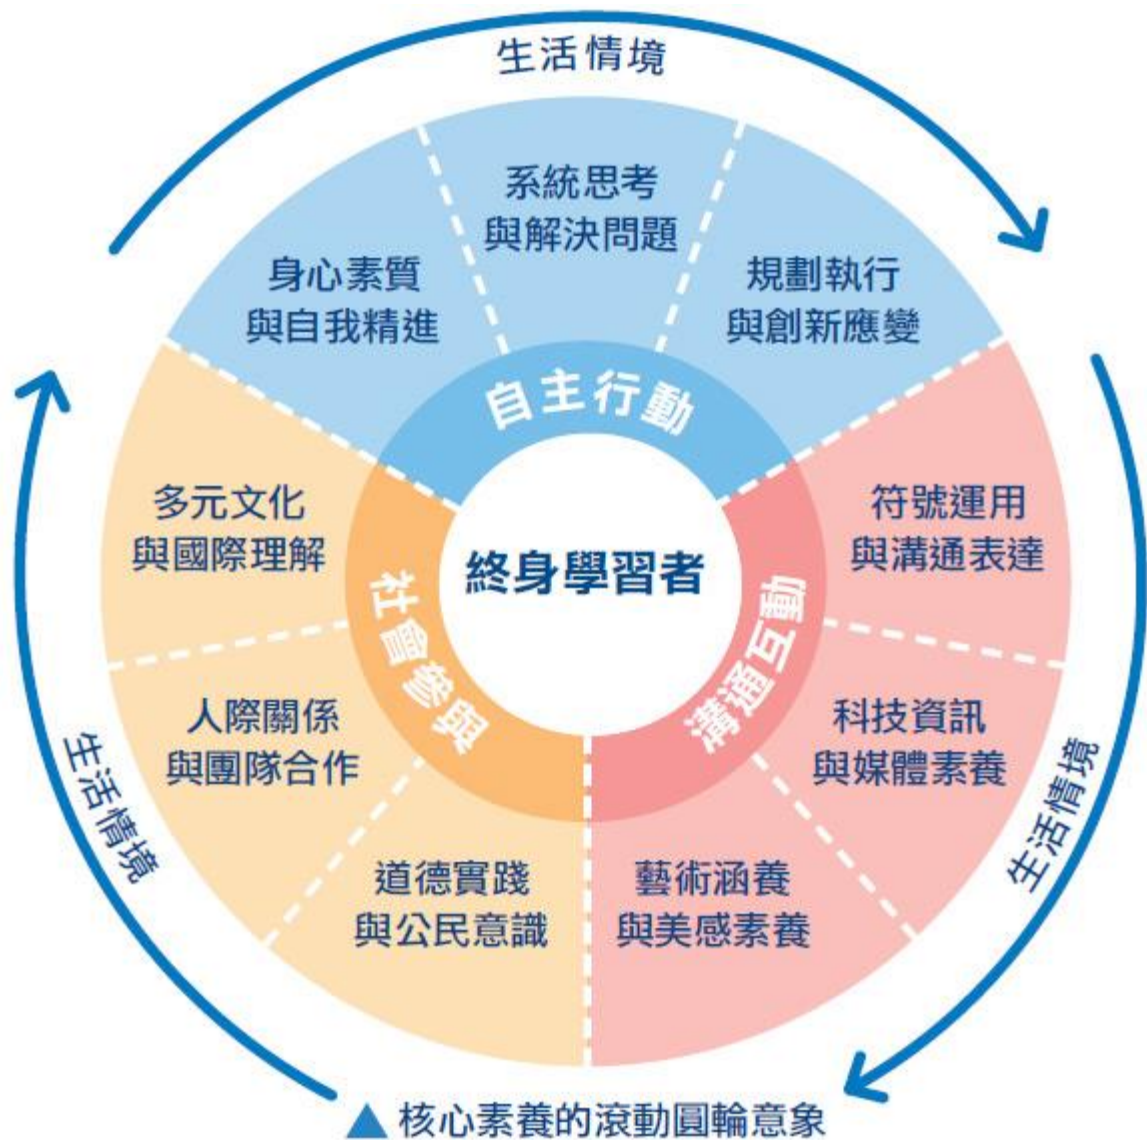 生活情境
系統思考
與解決問題
身心素質
與自我精進
規劃執行
與創新應變
自主行動
多元文化
與國際理解
符號運用
與溝通表達
終身學習者
社會參與
溝通互動
人際關係
與團隊合作
科技資訊
與媒體素養
生活情境
生活情境
道德實踐
與公民意識
藝術涵養
與美感素養
▲ 核心素養的滾動圓輪意象